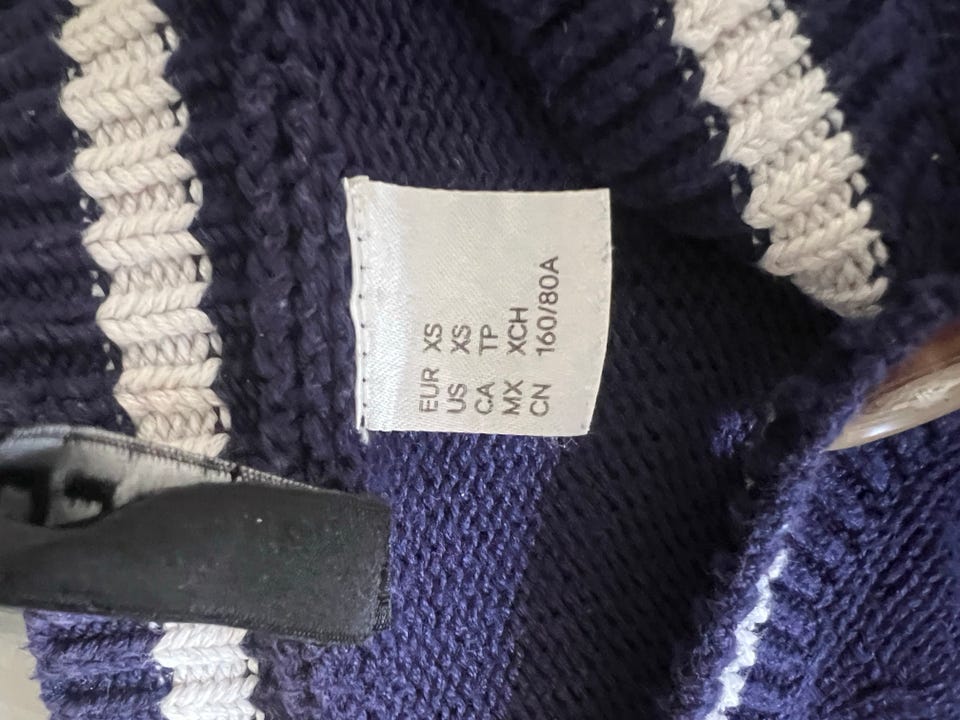 EUR XS
US XS
CA TP
MX XCH
CN 160/80A